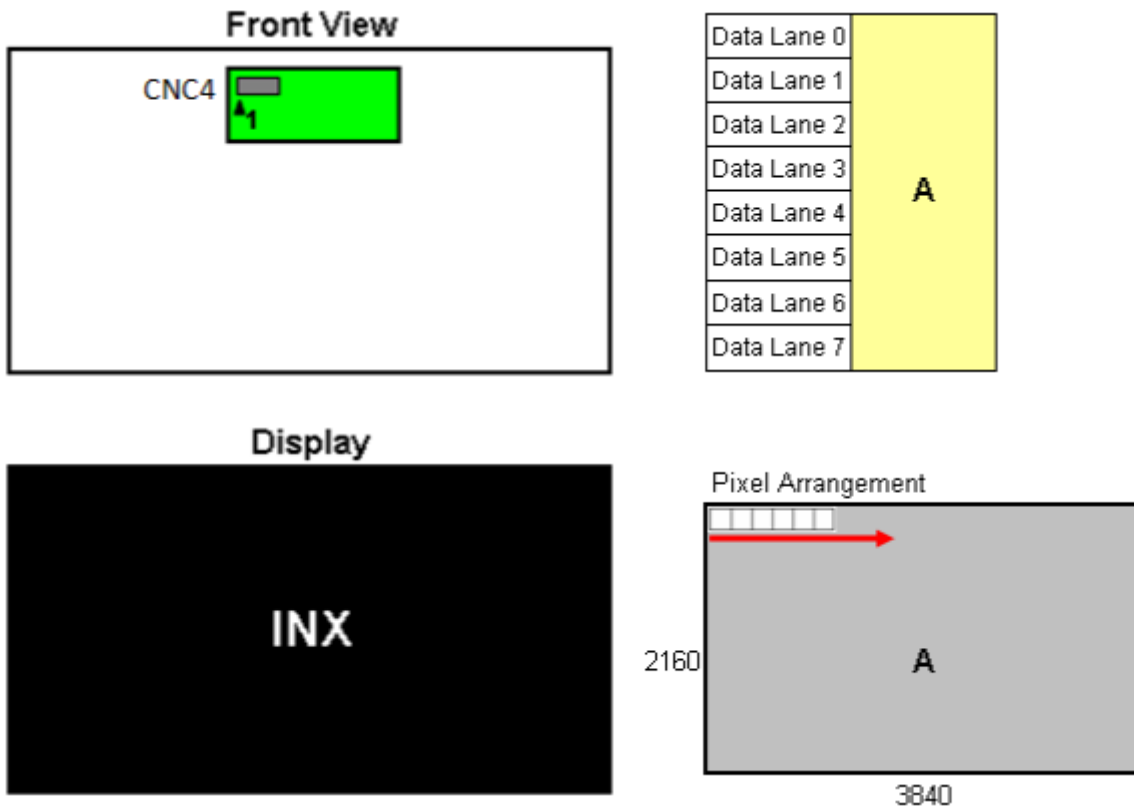 Front View
CNC4
1
Data Lane 0
Data Lane 1
Data Lane 2
Data Lane 3
Data Lane 4
Data Lane 5
Data Lane 6
Data Lane 7
A
Display
INX
Pixel Arrangement
2160
A
3840